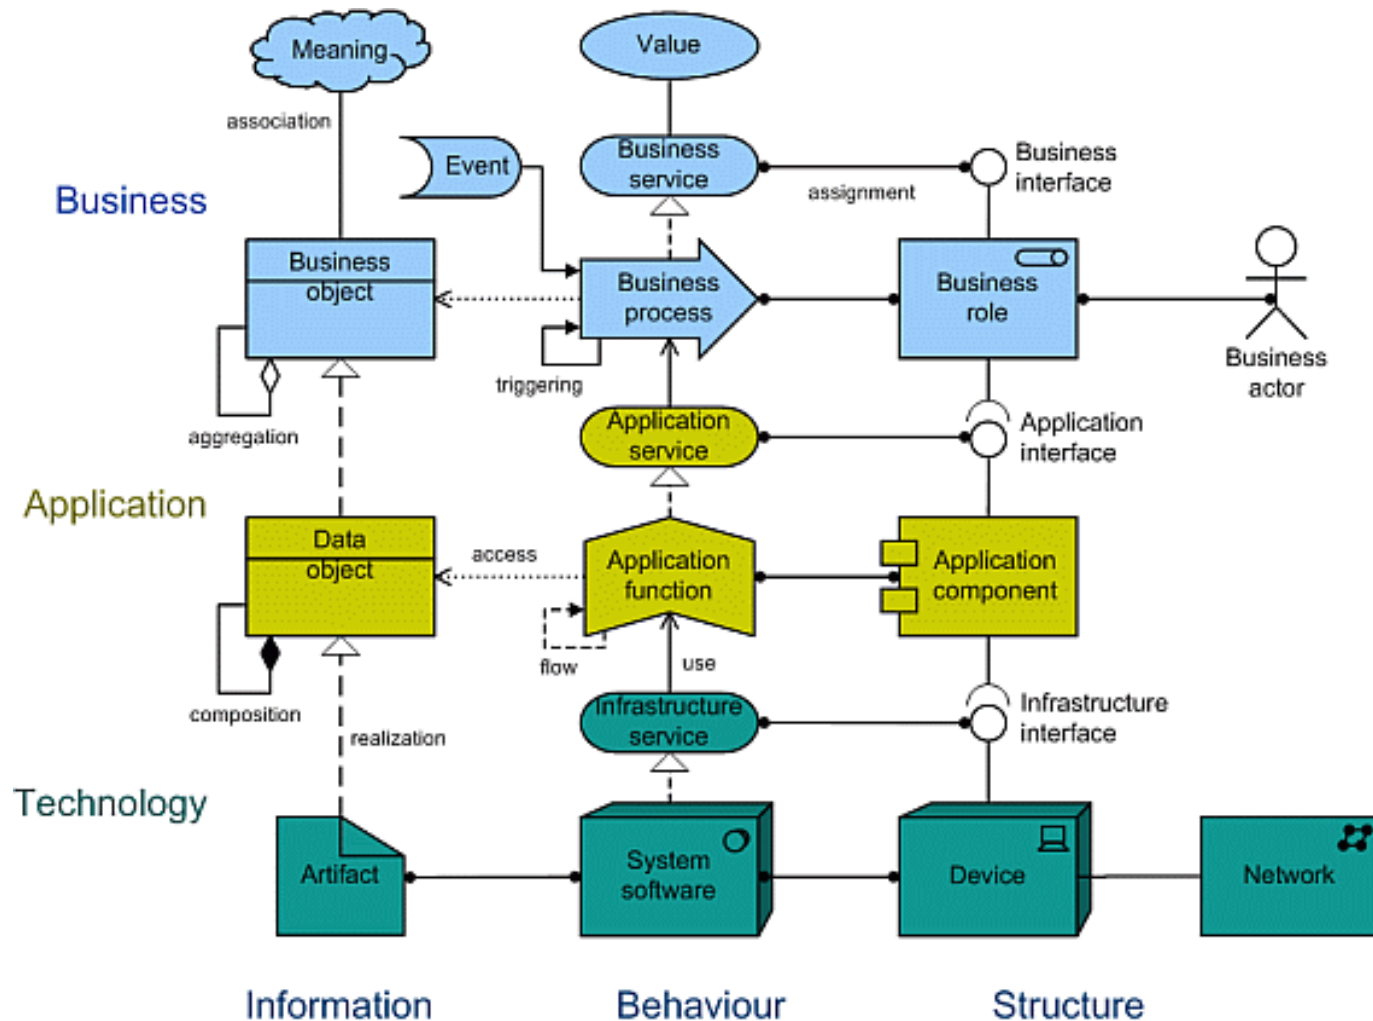 Meaning
Value
association
Event
Business
service
assignment
Business
interface
Business
Business
object
Business
process
Business
role
Business
actor
triggering
aggregation
Application
service
Application
interface
Application
Data
object
access
Application
function
Application
component
flow
use
composition
realization
Infrastructure
service
Infrastructure
interface
Technology
Artifact
System
software
Device
Network
Information
Behaviour
Structure